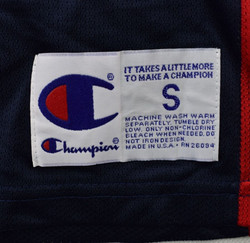 IT TAKES A LITTLE MORE
TO MAKE A CHAMPION
S
MACHINE WASH WARM
SEPARATELY. TUMBLE DRY
LOW. ONLY NON-CHLORINE
BLEACH WHEN NEEDED. DO
NOT IRON DESIGN.
MADE IN U.S.A. RN 26094
Champion